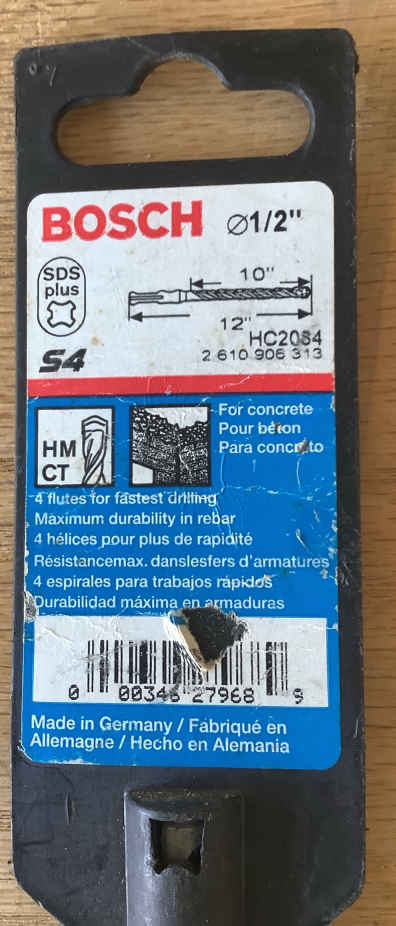 BOSCH ⌀1/2"
SDS
plus
10"
12"
HC2084
2 610 906 313
S4
HM
CT
For concrete
Pour béton
Para concreto
4 flutes for fastest drilling
Maximum durability in rebar
4 hélices pour plus de rapidité
Résistancemax. danslesfers d'armatures
4 espirales para trabajos rápidos
Durabilidad máxima en armaduras
0 00346 27968 9
Made in Germany / Fabriqué en
Allemagne / Hecho en Alemania